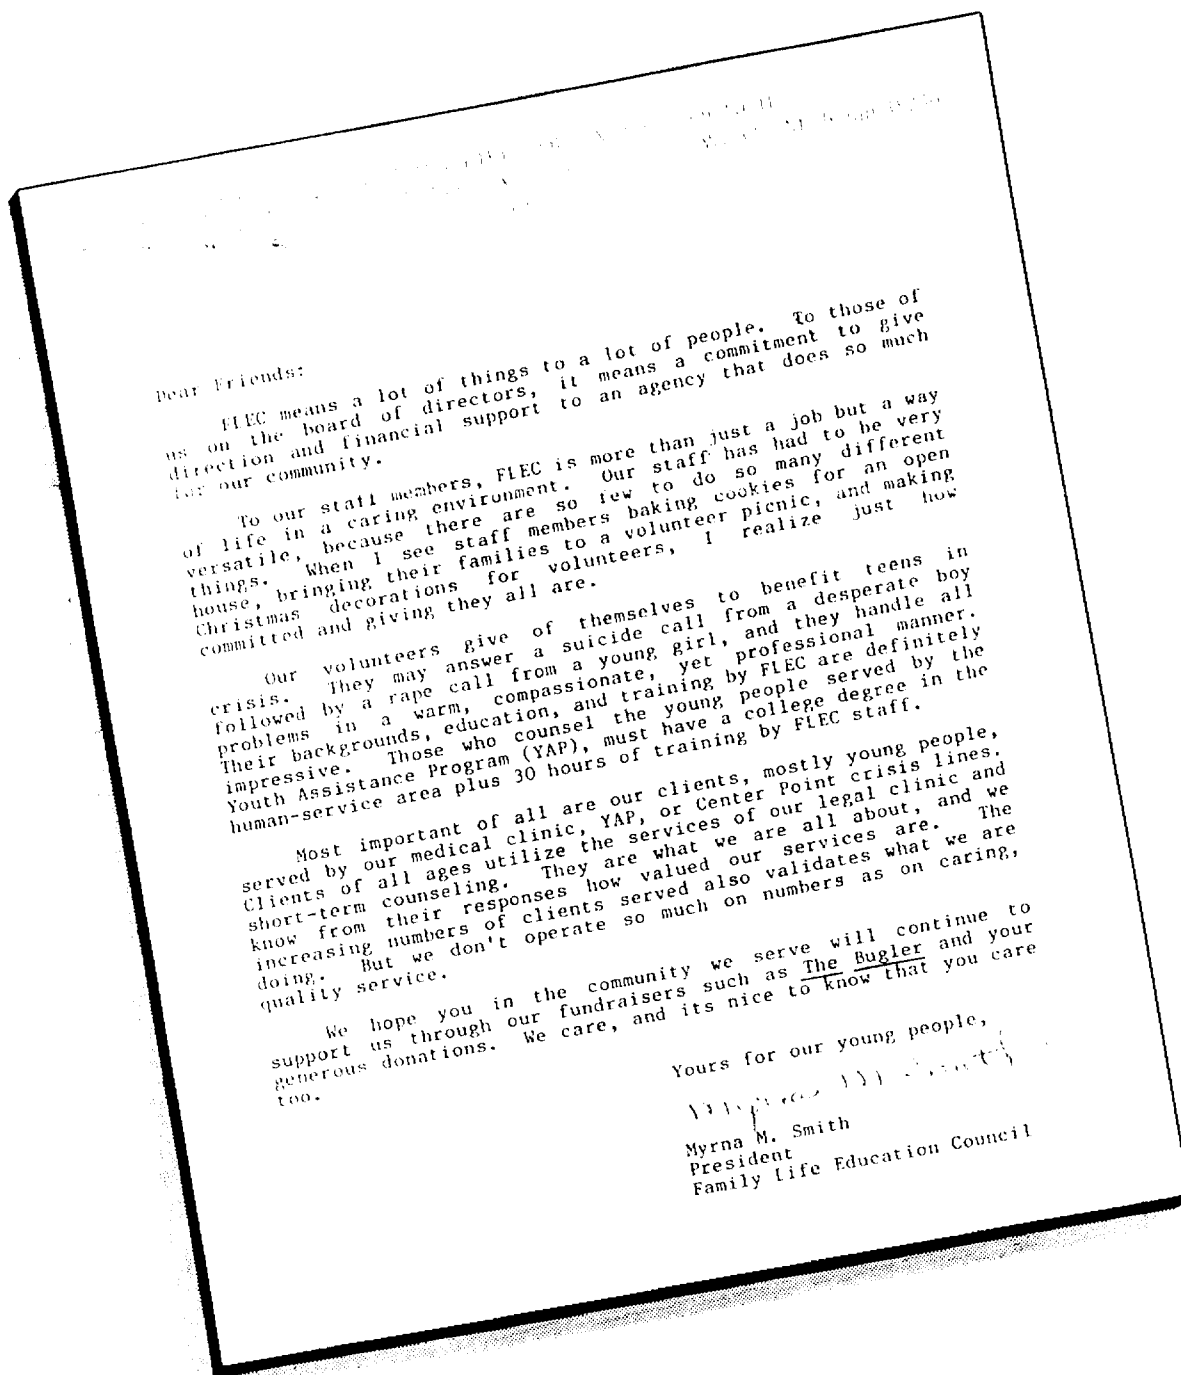 Dear Friends:
FLEC means a lot of things to a lot of people. To those of
us on the board of directors, it means a commitment to give
direction and financial support to an agency that does so much
for our community.
To our staff members, FLEC is more than just a job but a way
of life in a caring environment. Our staff has had to be very
versatile, because there are so few to do so many different
things. When I see staff members baking cookies for an open
house, bringing their families to a volunteer picnic, and making
Christmas decorations for volunteers, I realize just how
committed and giving they all are.
Our volunteers give of themselves to benefit teens in
crisis. They may answer a suicide call from a desperate boy
followed by a rape call from a young girl, and they handle all
problems in a warm, compassionate, yet professional manner.
Their backgrounds, education, and training by FLEC are definitely
impressive. Those who counsel the young people served by the
Youth Assistance Program (YAP), must have a college degree in the
human-service area plus 30 hours of training by FLEC staff.
Most important of all are our clients, mostly young people,
served by our medical clinic, YAP, or Center Point crisis lines.
Clients of all ages utilize the services of our legal clinic and
short-term counseling. They are what we are all about, and we
know from their responses how valued our services are. The
increasing numbers of clients served also validates what we are
doing. But we don't operate so much on numbers as on caring,
quality service.
We hope you in the community we serve will continue to
support us through our fundraisers such as The Bugler and your
generous donations. We care, and its nice to know that you care
too.
Yours for our young people,
Myrna M. Smith
President
Family Life Education Council